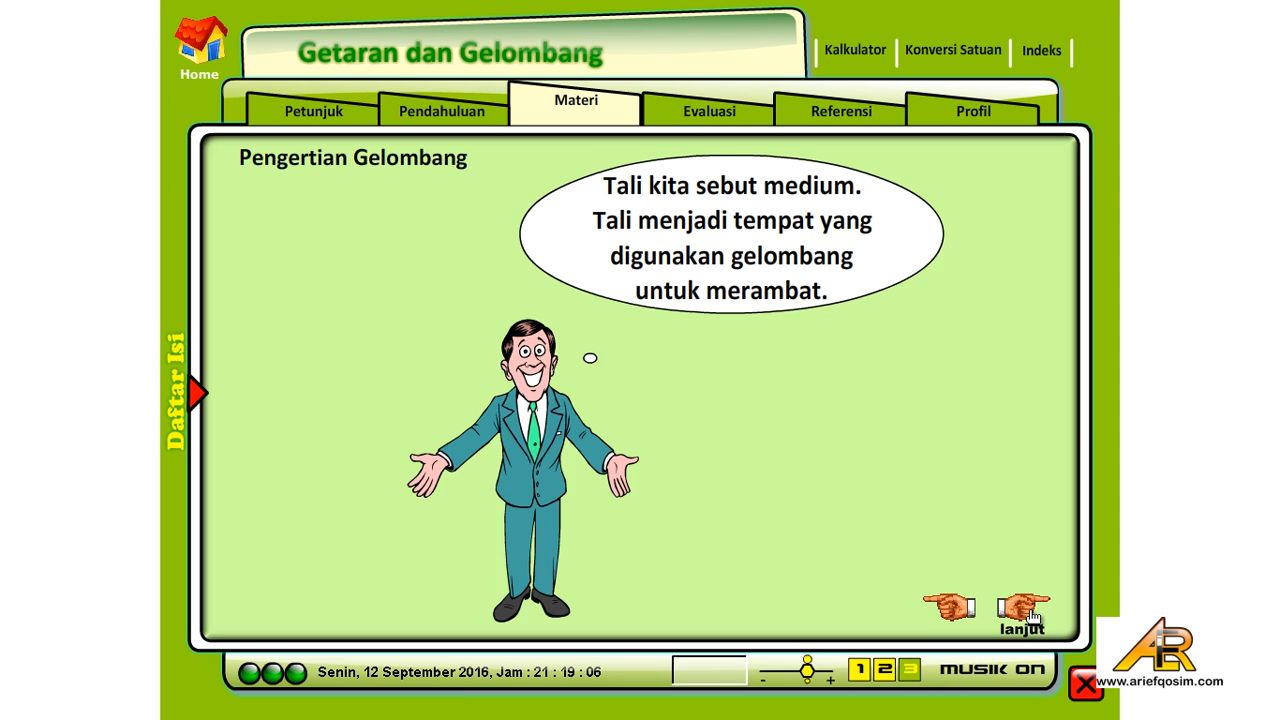 Home
Getaran dan Gelombang
Kalkulator
Konversi Satuan
Indeks
Petunjuk
Pendahuluan
Materi
Evaluasi
Referensi
Profil
Pengertian Gelombang
Tali kita sebut medium.
Tali menjadi tempat yang
digunakan gelombang
untuk merambat.
Daftar Isi
lanjut
Senin, 12 September 2016, Jam : 21 : 19 : 06
- +
1 2 3
MUSIK ON
AFR
www.ariefqosim.com